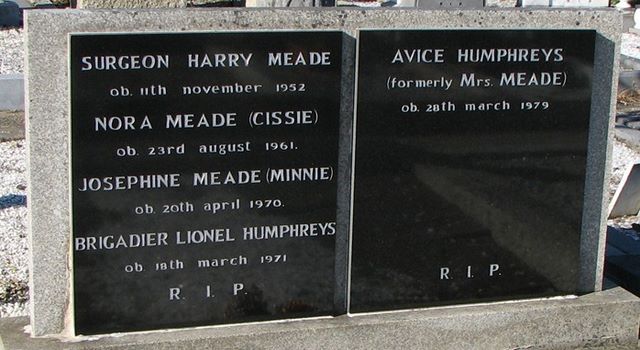 SURGEON HARRY MEADE
ob. 11th november 1952
NORA MEADE (CISSIE)
ob. 23rd august 1961.
JOSEPHINE MEADE (MINNIE)
ob. 20th april 1970.
BRIGADIER LIONEL HUMPHREYS
ob. 18th march 1971
R. I. P.
AVICE HUMPHREYS
(formerly Mrs. MEADE)
ob. 28th march 1979
R. I. P.